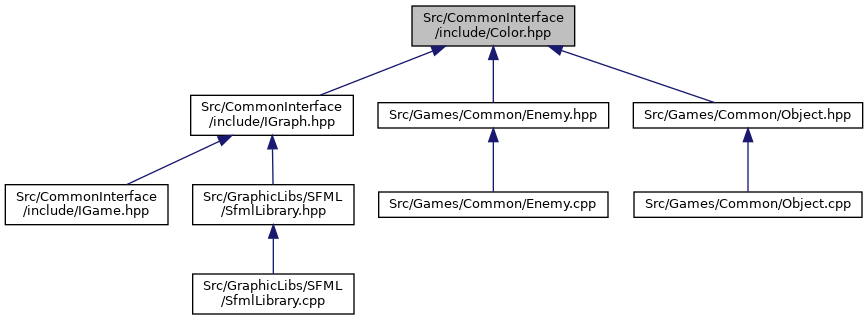 Src/CommonInterface
/include/Color.hpp
Src/CommonInterface
/include/IGraph.hpp
Src/Games/Common/Enemy.hpp
Src/Games/Common/Object.hpp
Src/CommonInterface
/include/IGame.hpp
Src/GraphicLibs/SFML
/SfmlLibrary.hpp
Src/Games/Common/Enemy.cpp
Src/Games/Common/Object.cpp
Src/GraphicLibs/SFML
/SfmlLibrary.cpp